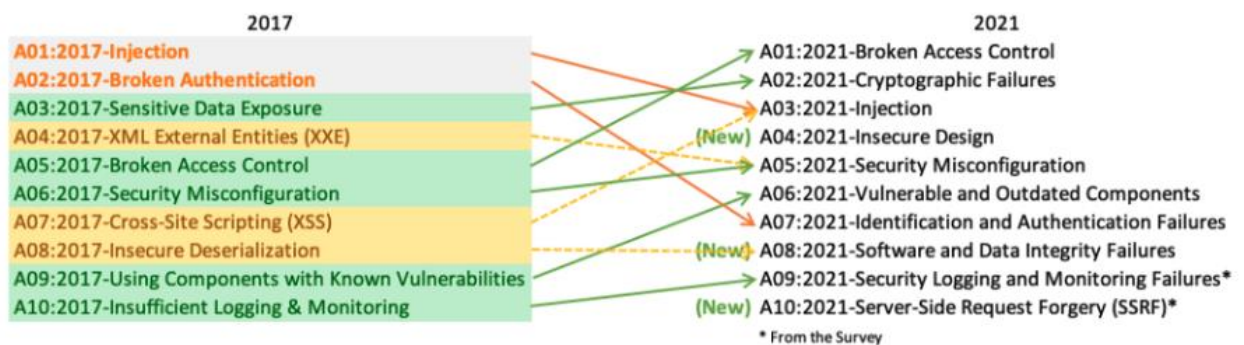 2017
A01:2017-Injection
A02:2017-Broken Authentication
A03:2017-Sensitive Data Exposure
A04:2017-XML External Entities (XXE)
A05:2017-Broken Access Control
A06:2017-Security Misconfiguration
A07:2017-Cross-Site Scripting (XSS)
A08:2017-Insecure Deserialization
A09:2017-Using Components with Known Vulnerabilities
A10:2017-Insufficient Logging & Monitoring
2021
A01:2021-Broken Access Control
A02:2021-Cryptographic Failures
A03:2021-Injection
(New) A04:2021-Insecure Design
A05:2021-Security Misconfiguration
A06:2021-Vulnerable and Outdated Components
A07:2021-Identification and Authentication Failures
(New) A08:2021-Software and Data Integrity Failures
A09:2021-Security Logging and Monitoring Failures*
(New) A10:2021-Server-Side Request Forgery (SSRF)*
* From the Survey